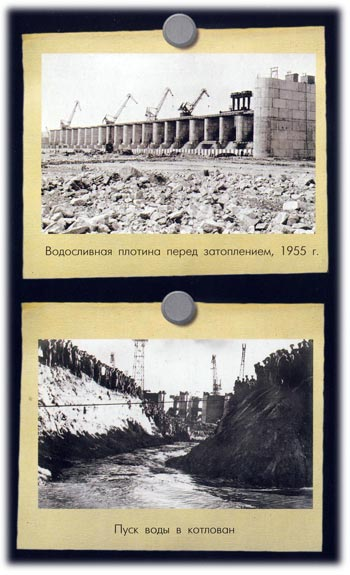 Водосливная плотина перед затоплением, 1955 г.
Пуск воды в котлован